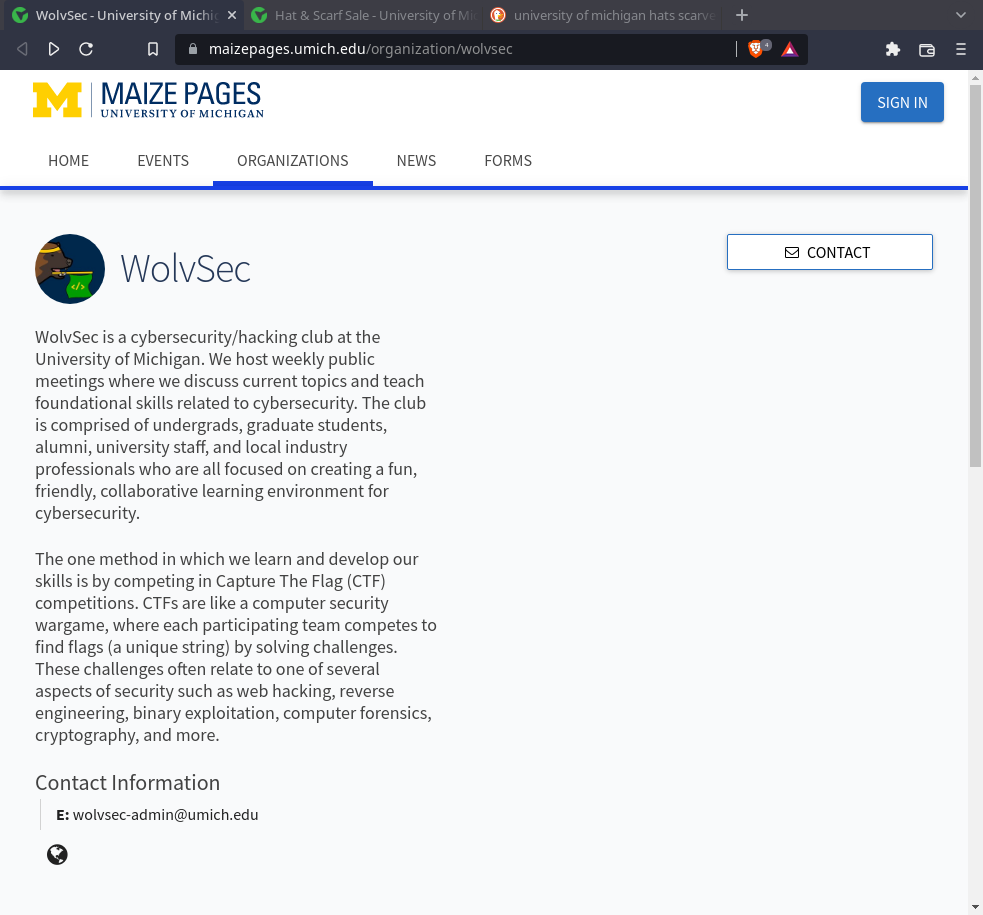 WolvSec - University of Michig
Hat & Scarf Sale - University of Mi
university of michigan hats scarve
maizepages.umich.edu/organization/wolvsec
4
M MAIZE PAGES
UNIVERSITY OF MICHIGAN
SIGN IN
HOME EVENTS ORGANIZATIONS NEWS FORMS
</>
WolvSec
CONTACT
WolvSec is a cybersecurity/hacking club at the
University of Michigan. We host weekly public
meetings where we discuss current topics and teach
foundational skills related to cybersecurity. The club
is comprised of undergrads, graduate students,
alumni, university staff, and local industry
professionals who are all focused on creating a fun,
friendly, collaborative learning environment for
cybersecurity.
The one method in which we learn and develop our
skills is by competing in Capture The Flag (CTF)
competitions. CTFs are like a computer security
wargame, where each participating team competes to
find flags (a unique string) by solving challenges.
These challenges often relate to one of several
aspects of security such as web hacking, reverse
engineering, binary exploitation, computer forensics,
cryptography, and more.
Contact Information
E: wolvsec-admin@umich.edu